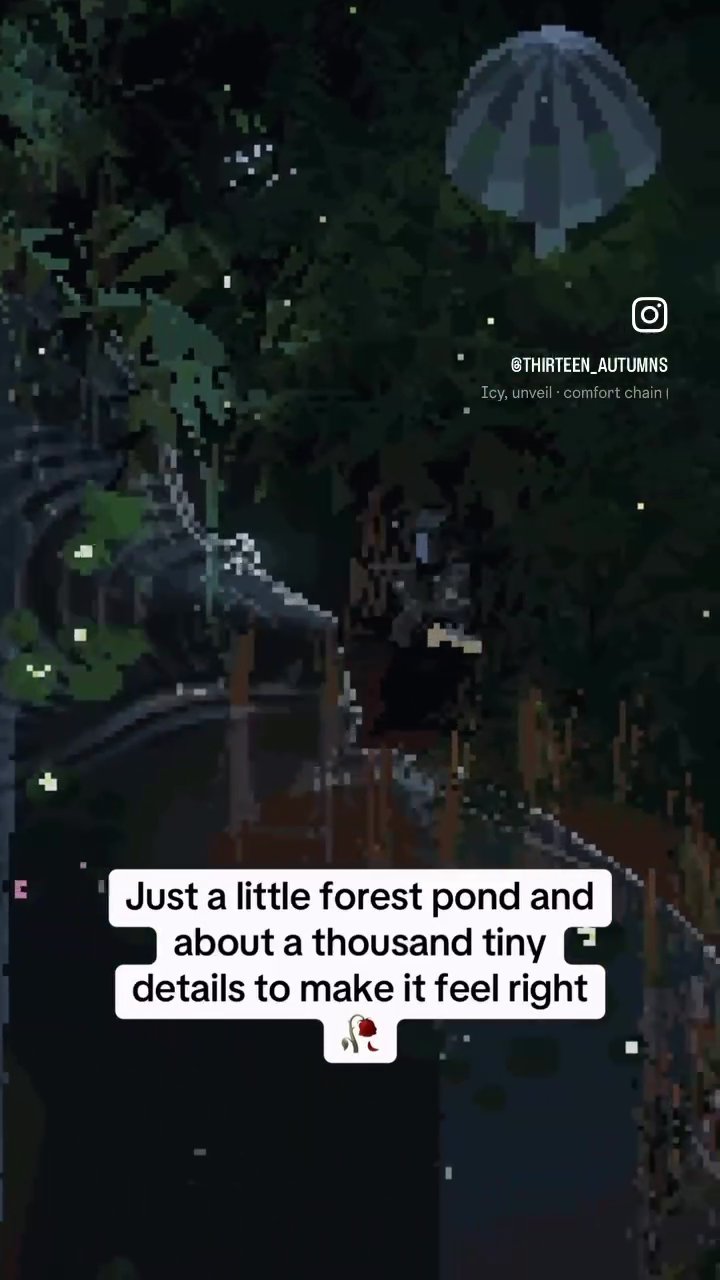 @THIRTEEN_AUTUMNS
Icy, unveil · comfort chain
Just a little forest pond and
about a thousand tiny
details to make it feel right
🥀